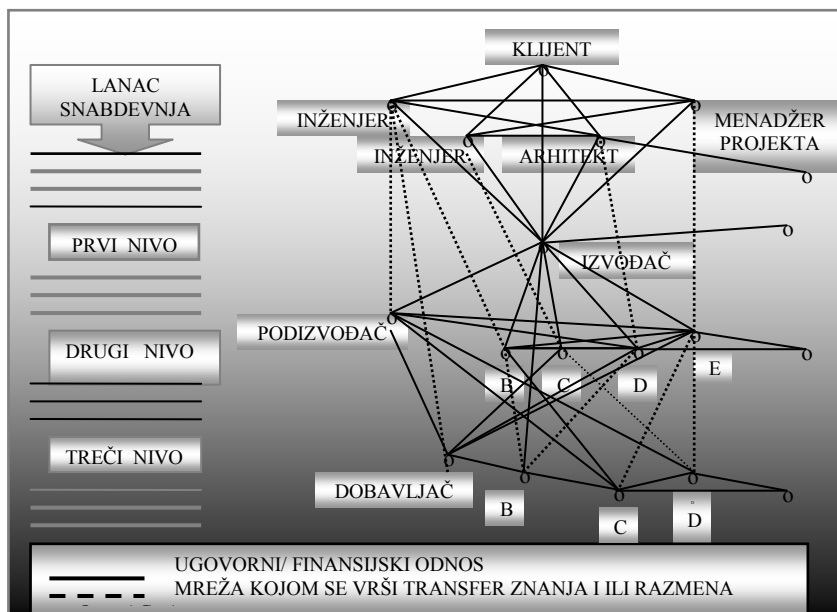 KLIJENT
LANAC
SNABDEVNJA
INŽENJER
MENADŽER
PROJEKTA
INŽENJER
ARHITEKT
PRVI NIVO
IZVOĐAČ
PODIZVOĐAČ
DRUGI NIVO
B
C
D
E
TREČI NIVO
DOBAVLJAČ
B
C
D
UGOVORNI/ FINANSIJSKI ODNOS
MREŽA KOJOM SE VRŠI TRANSFER ZNANJA I ILI RAZMENA